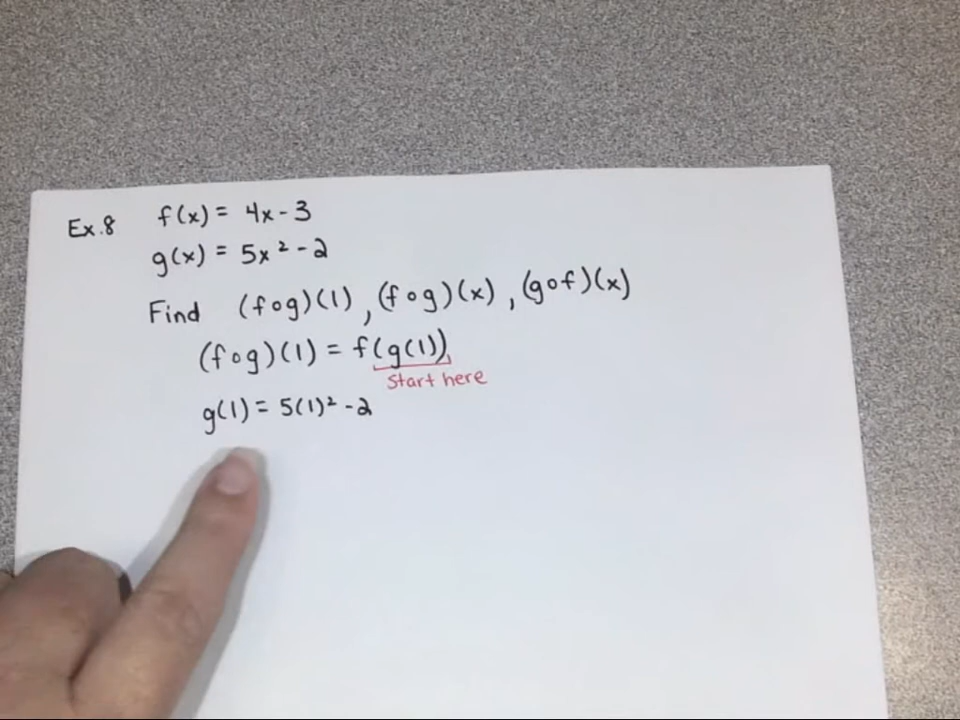 Ex.8 f(x) = 4x - 3
g(x) = 5x² - 2
Find (f∘g)(1), (f∘g)(x), (g∘f)(x)
(f∘g)(1) = f(g(1))
Start here
g(1) = 5(1)² - 2